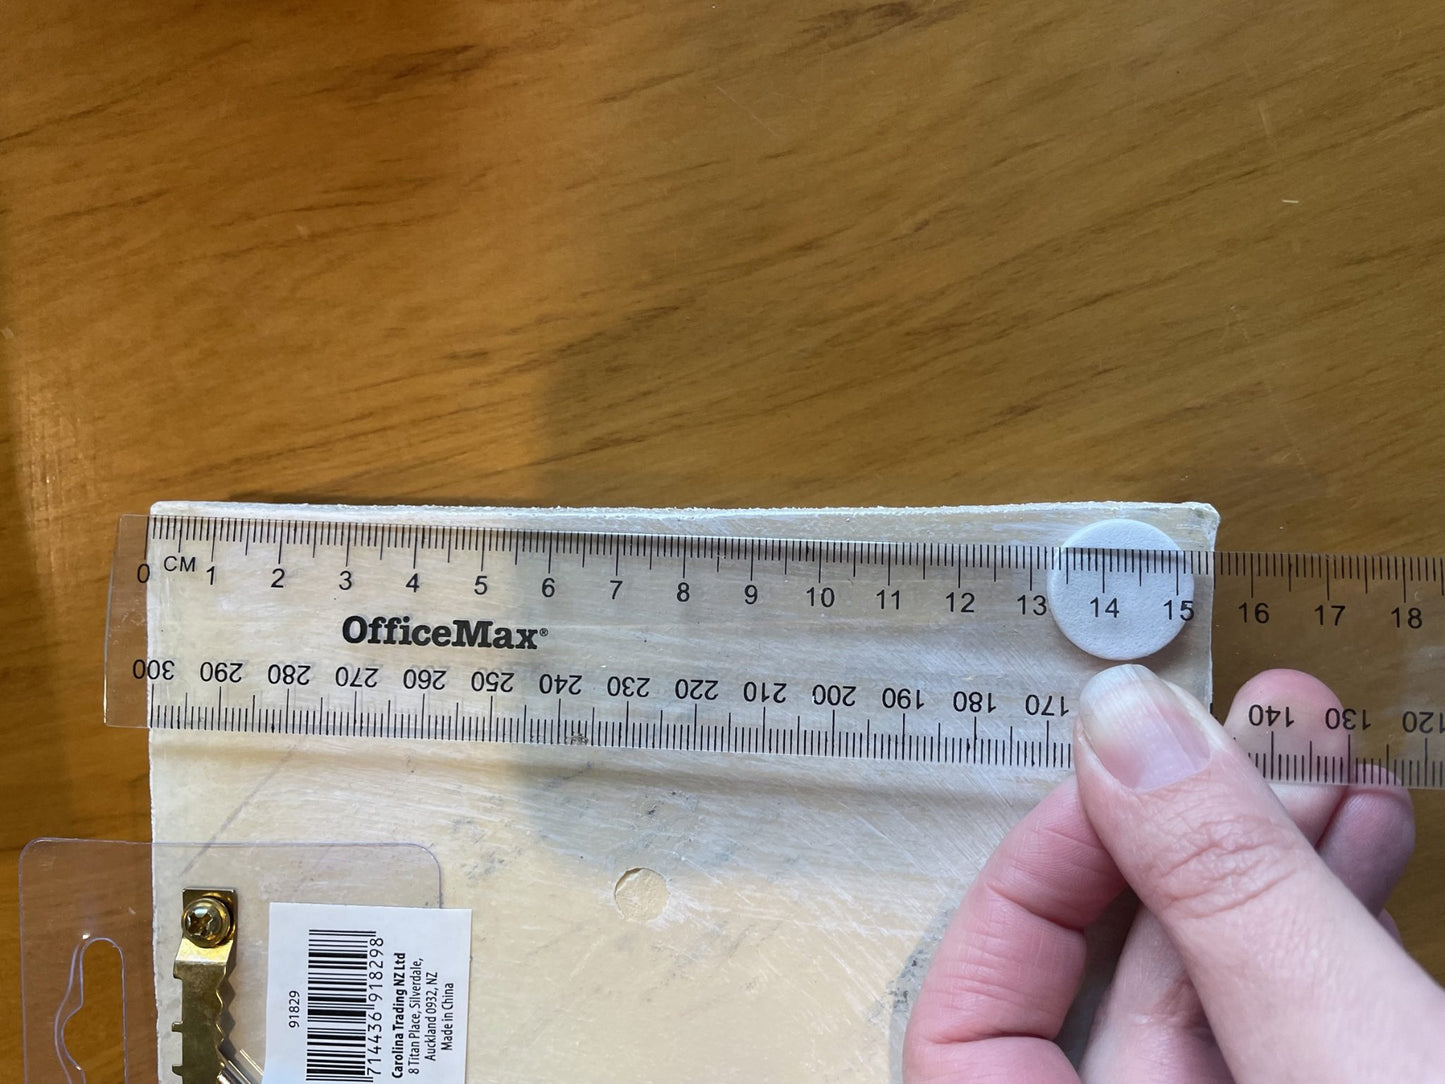 0 CM 1 2 3 4 5 6 7 8 9 10 11 12 13 14 15 16 17 18
OfficeMax®
300 290 280 270 260 250 240 230 220 210 200 190 180 170 140 130 120
91829
714436 918298
Carolina Trading NZ Ltd
8 Titan Place, Silverdale,
Auckland 0932, NZ
Made in China